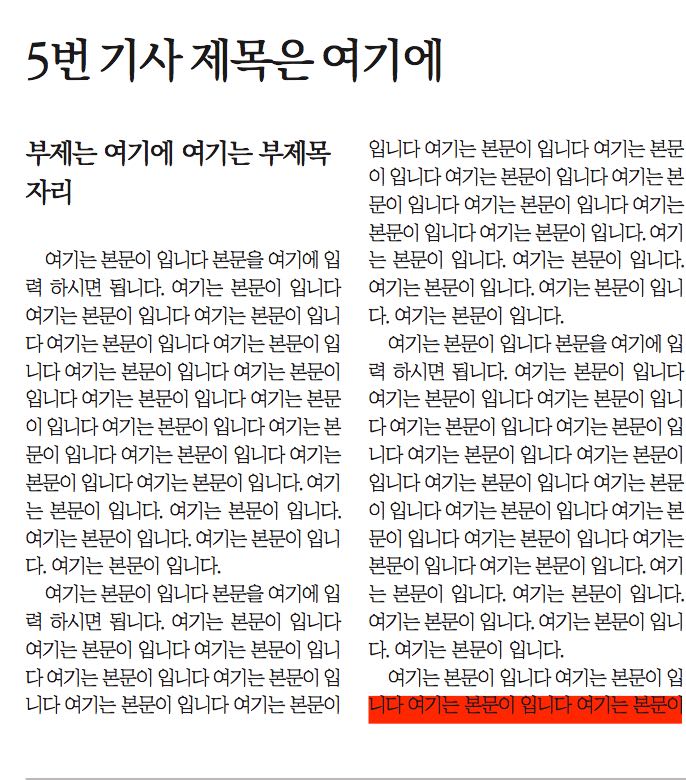 5번 기사 제목은 여기에
부제는 여기에 여기는 부제목
자리
여기는 본문이 입니다 본문을 여기에 입
력 하시면 됩니다. 여기는 본문이 입니다
여기는 본문이 입니다 여기는 본문이 입니
다 여기는 본문이 입니다 여기는 본문이 입
니다 여기는 본문이 입니다 여기는 본문이
입니다 여기는 본문이 입니다 여기는 본문
이 입니다 여기는 본문이 입니다 여기는 본
문이 입니다 여기는 본문이 입니다 여기는
본문이 입니다 여기는 본문이 입니다. 여기
는 본문이 입니다. 여기는 본문이 입니다.
여기는 본문이 입니다. 여기는 본문이 입니
다. 여기는 본문이 입니다.
여기는 본문이 입니다 본문을 여기에 입
력 하시면 됩니다. 여기는 본문이 입니다
여기는 본문이 입니다 여기는 본문이 입니
다 여기는 본문이 입니다 여기는 본문이 입
니다 여기는 본문이 입니다 여기는 본문이
입니다 여기는 본문이 입니다 여기는 본문
이 입니다 여기는 본문이 입니다 여기는 본
문이 입니다 여기는 본문이 입니다 여기는
본문이 입니다 여기는 본문이 입니다. 여기
는 본문이 입니다. 여기는 본문이 입니다.
여기는 본문이 입니다. 여기는 본문이 입니
다. 여기는 본문이 입니다.
여기는 본문이 입니다 본문을 여기에 입
력 하시면 됩니다. 여기는 본문이 입니다
여기는 본문이 입니다 여기는 본문이 입니
다 여기는 본문이 입니다 여기는 본문이 입
니다 여기는 본문이 입니다 여기는 본문이
입니다 여기는 본문이 입니다 여기는 본문
이 입니다 여기는 본문이 입니다 여기는 본
문이 입니다 여기는 본문이 입니다 여기는
본문이 입니다 여기는 본문이 입니다. 여기
는 본문이 입니다. 여기는 본문이 입니다.
여기는 본문이 입니다. 여기는 본문이 입니
다. 여기는 본문이 입니다.
여기는 본문이 입니다 여기는 본문이 입
니다 여기는 본문이 입니다 여기는 본문이